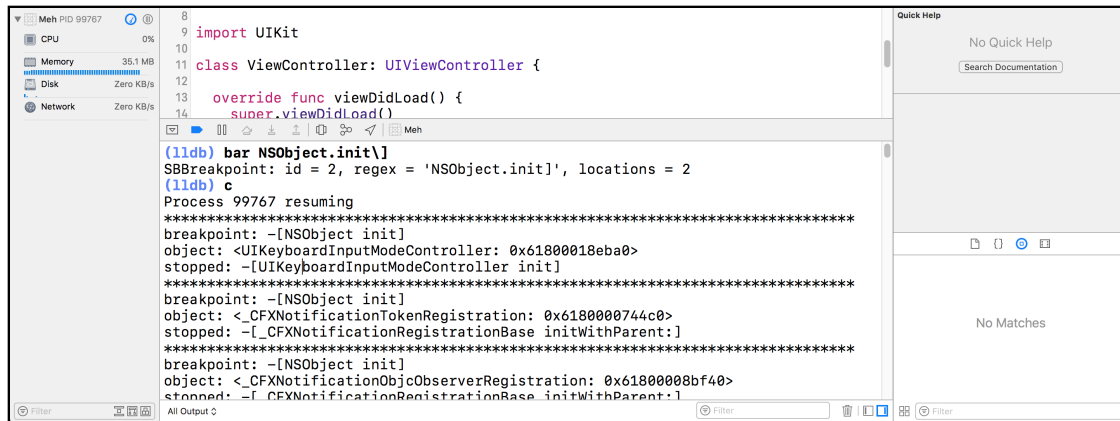 Meh PID 99767
CPU 0%
Memory 35.1 MB
Disk Zero KB/s
Network Zero KB/s
Filter
8
9 import UIKit
10
11 class ViewController: UIViewController {
12
13 override func viewDidLoad() {
14 super.viewDidLoad()
Meh
(lldb) bar NSObject.init\]
SBBreakpoint: id = 2, regex = 'NSObject.init]', locations = 2
(lldb) c
Process 99767 resuming
********************************************************************************
breakpoint: -[NSObject init]
object: <UIKeyboardInputModeController: 0x61800018eba0>
stopped: -[UIKeyboardInputModeController init]
********************************************************************************
breakpoint: -[NSObject init]
object: <_CFXNotificationTokenRegistration: 0x6180000744c0>
stopped: -[_CFXNotificationRegistrationBase initWithParent:]
********************************************************************************
breakpoint: -[NSObject init]
object: <_CFXNotificationObjcObserverRegistration: 0x61800008bf40>
stopped: -[_CFXNotificationRegistrationBase initWithParent:]
All Output
Filter
Quick Help
No Quick Help
Search Documentation
{}
No Matches
Filter